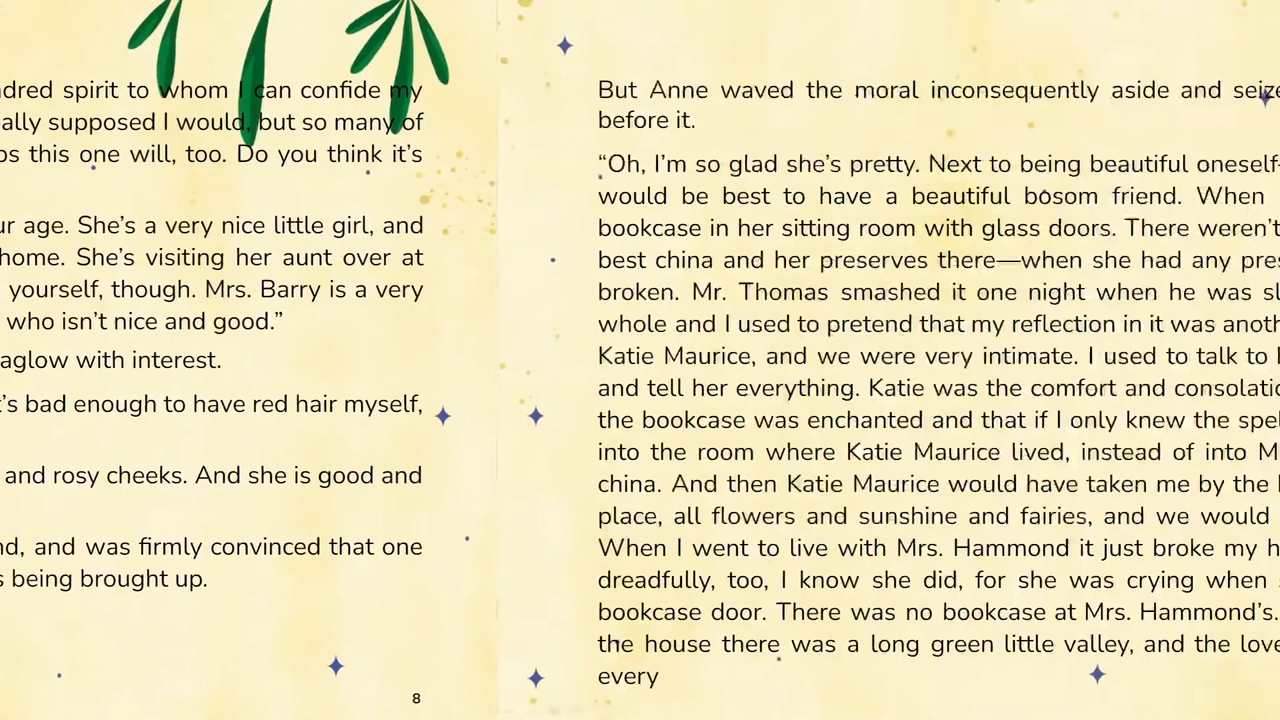 spirit to whom I can confide my
supposed I would, but so many of
this one will, too. Do you think it's
age. She's a very nice little girl, and
home. She's visiting her aunt over at
yourself, though. Mrs. Barry is a very
who isn't nice and good.”
aglow with interest.
bad enough to have red hair myself,
and rosy cheeks. And she is good and
and was firmly convinced that one
being brought up.
8
But Anne waved the moral inconsequently aside and
before it.
“Oh, I'm so glad she's pretty. Next to being beautiful oneself
would be best to have a beautiful bosom friend. When
bookcase in her sitting room with glass doors. There weren't
best china and her preserves there—when she had any
broken. Mr. Thomas smashed it one night when he was
whole and I used to pretend that my reflection in it was
Katie Maurice, and we were very intimate. I used to talk to
and tell her everything. Katie was the comfort and
the bookcase was enchanted and that if I only knew the
into the room where Katie Maurice lived, instead of into
china. And then Katie Maurice would have taken me by the
place, all flowers and sunshine and fairies, and we would
When I went to live with Mrs. Hammond it just broke my
dreadfully, too, I know she did, for she was crying when
bookcase door. There was no bookcase at Mrs. Hammond's.
the house there was a long green little valley, and the
every